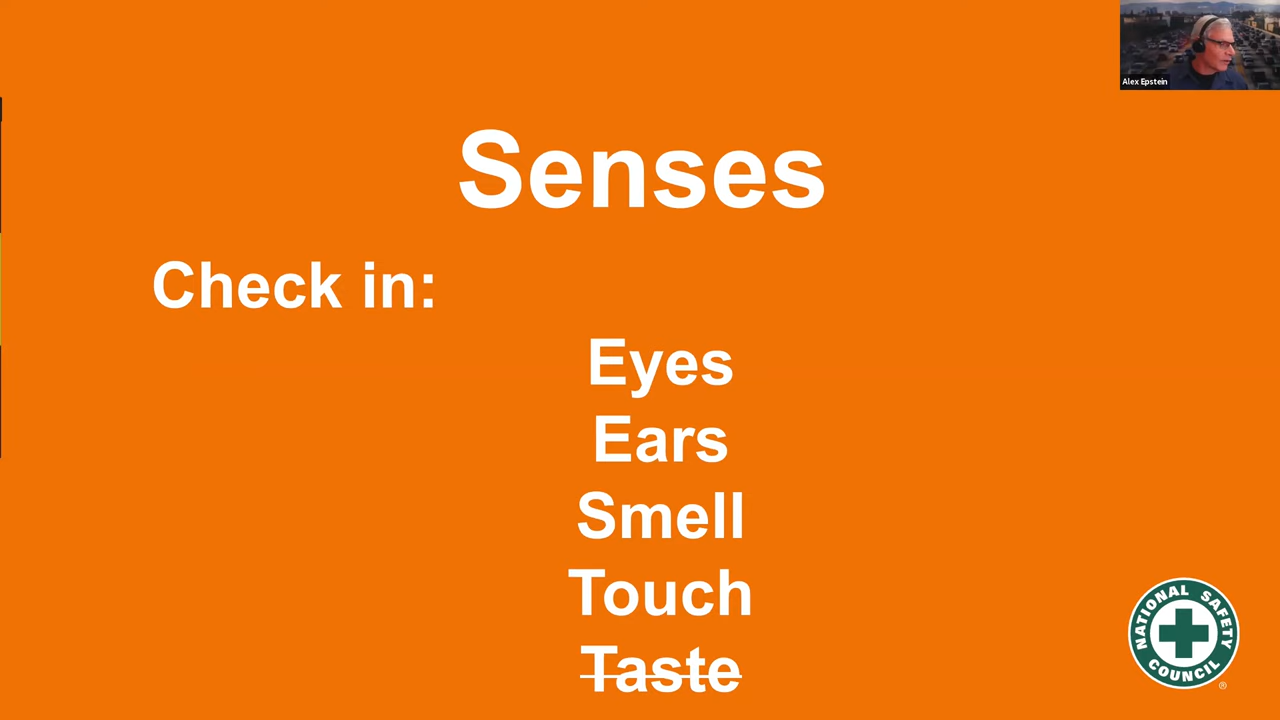 Alex Epstein
Senses
Check in:
Eyes
Ears
Smell
Touch
Taste
NATIONAL SAFETY
COUNCIL
®